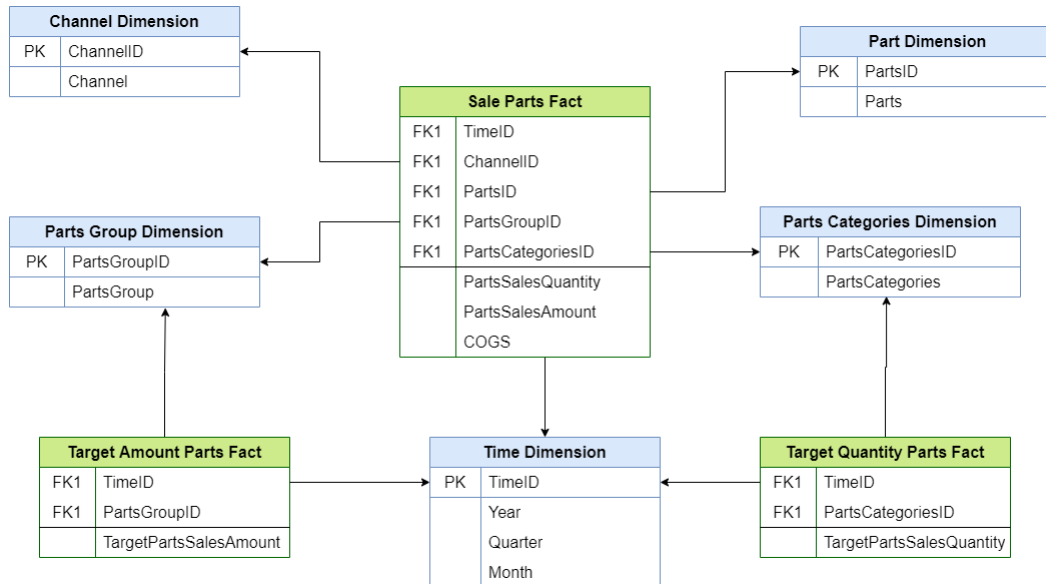 Channel Dimension
PK ChannelID
Channel
Part Dimension
PK PartsID
Parts
Sale Parts Fact
FK1 TimeID
FK1 ChannelID
FK1 PartsID
FK1 PartsGroupID
FK1 PartsCategoriesID
PartsSalesQuantity
PartsSalesAmount
COGS
Parts Group Dimension
PK PartsGroupID
PartsGroup
Parts Categories Dimension
PK PartsCategoriesID
PartsCategories
Target Amount Parts Fact
FK1 TimeID
FK1 PartsGroupID
TargetPartsSalesAmount
Time Dimension
PK TimeID
Year
Quarter
Month
Target Quantity Parts Fact
FK1 TimeID
FK1 PartsCategoriesID
TargetPartsSalesQuantity